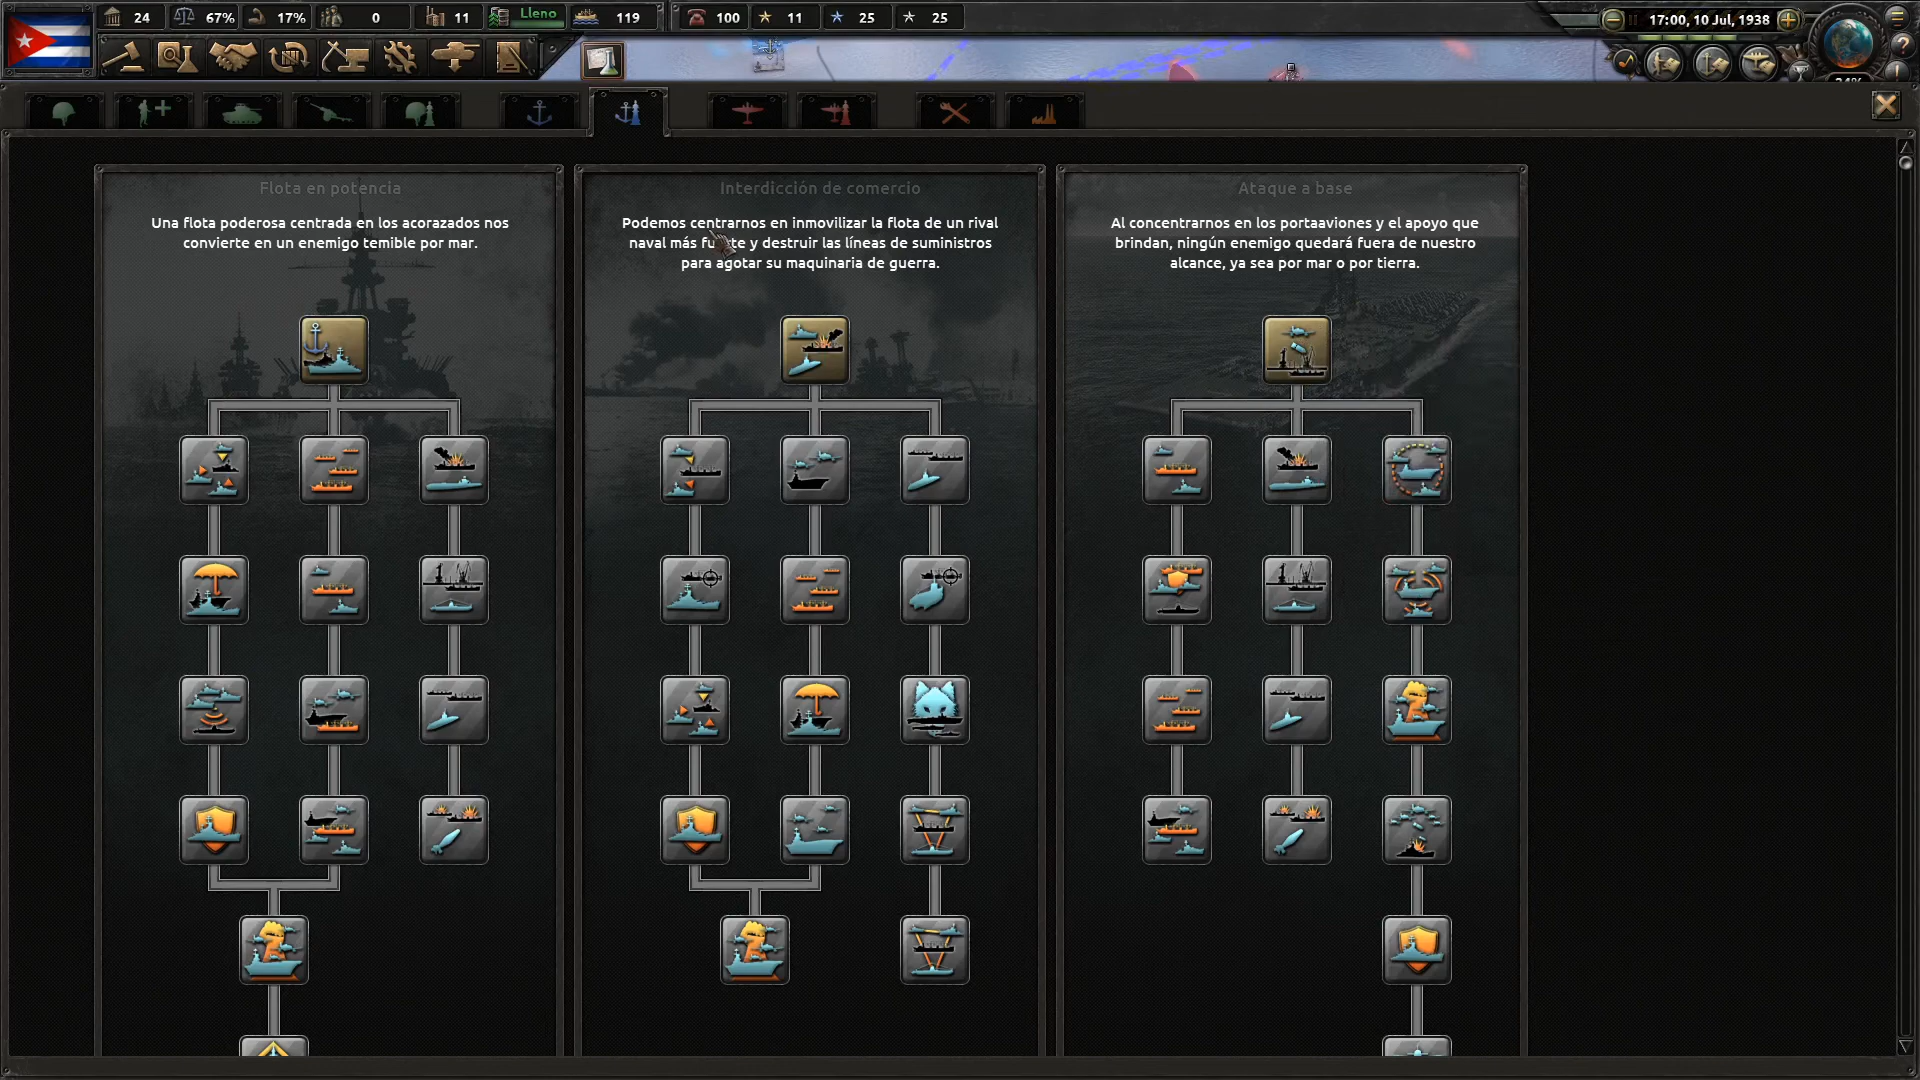 24
67%
17%
0
11
Lleno
119
100
11
25
25
17:00, 10 Jul, 1938
Flota en potencia
Una flota poderosa centrada en los acorazados nos
convierte en un enemigo temible por mar.
Interdicción de comercio
Podemos centrarnos en inmovilizar la flota de un rival
naval más fuerte y destruir las líneas de suministros
para agotar su maquinaria de guerra.
Ataque a base
Al concentrarnos en los portaaviones y el apoyo que
brindan, ningún enemigo quedará fuera de nuestro
alcance, ya sea por mar o por tierra.